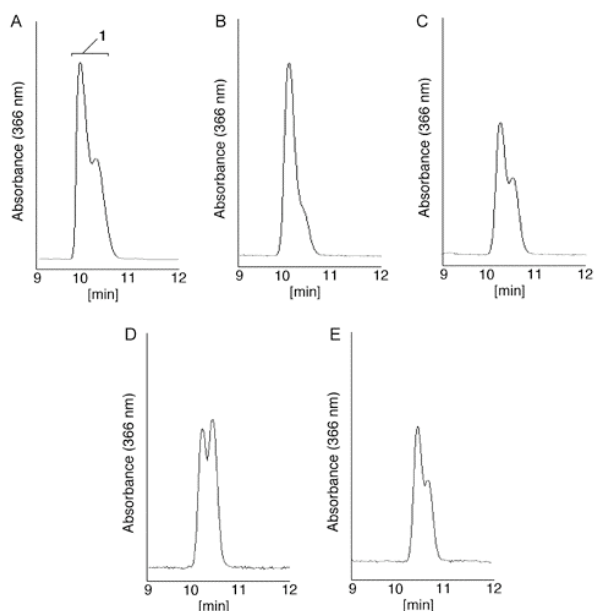 A
1
Absorbance (366 nm)
9 10 11 12
[min]
B
Absorbance (366 nm)
9 10 11 12
[min]
C
Absorbance (366 nm)
9 10 11 12
[min]
D
Absorbance (366 nm)
9 10 11 12
[min]
E
Absorbance (366 nm)
9 10 11 12
[min]